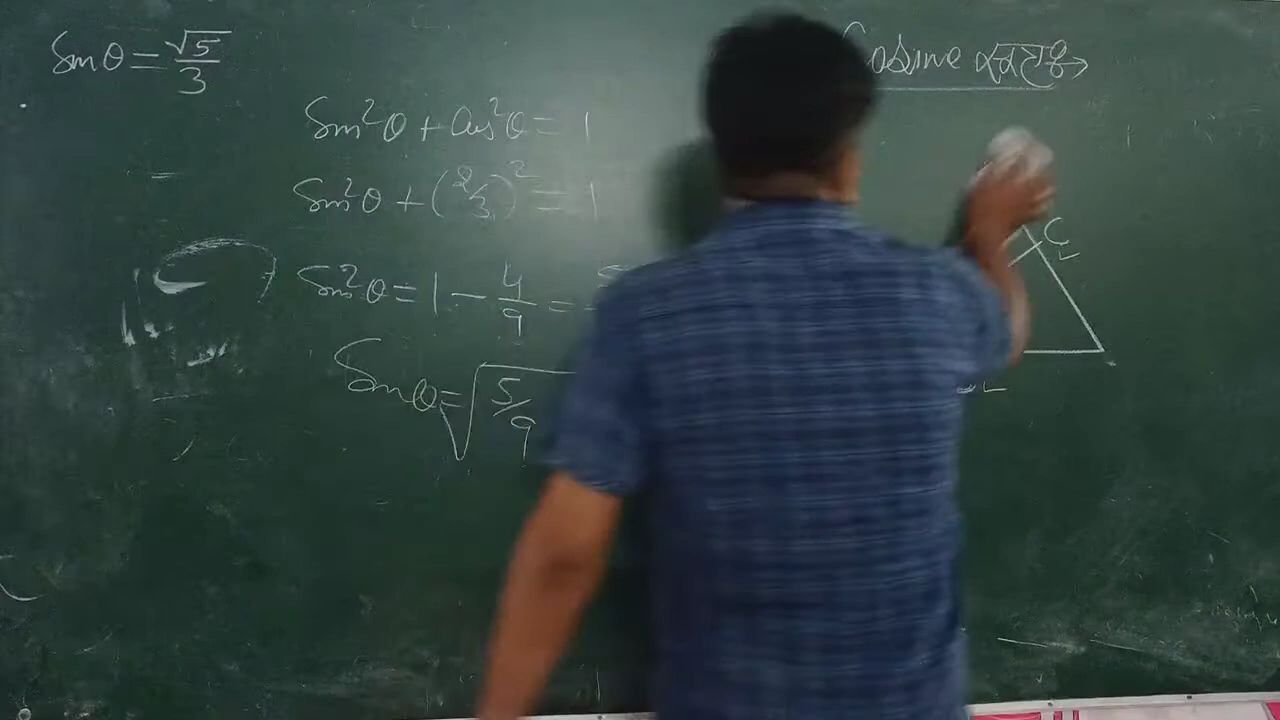 Sinθ = √5/3
Cosine
Sin²θ + Cos²θ = 1
Sin²θ + (2/3)² = 1
Sin²θ = 1 - 4/9 =
Sinθ = √5/9
C